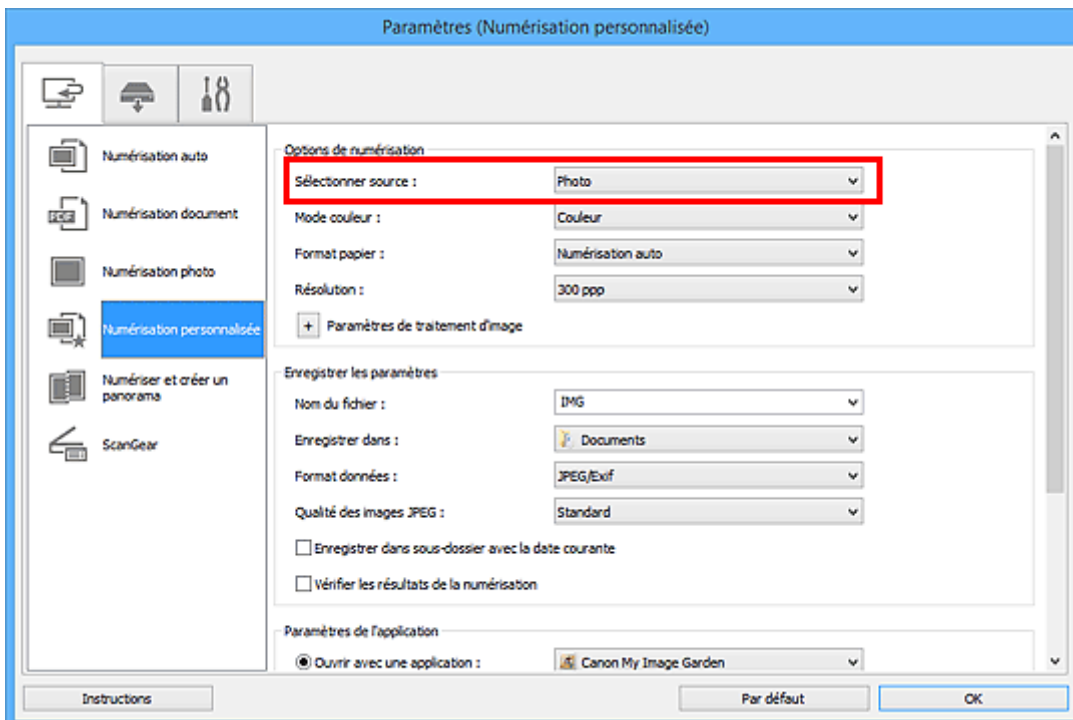 Paramètres (Numérisation personnalisée)
Numérisation auto
Numérisation document
Numérisation photo
Numérisation personnalisée
Numériser et créer un
panorama
ScanGear
Options de numérisation
Sélectionner source : Photo
Mode couleur : Couleur
Format papier : Numérisation auto
Résolution : 300 ppp
+ Paramètres de traitement d'image
Enregistrer les paramètres
Nom du fichier : IMG
Enregistrer dans : Documents
Format données : JPEG/Exif
Qualité des images JPEG : Standard
Enregistrer dans sous-dossier avec la date courante
Vérifier les résultats de la numérisation
Paramètres de l'application
Ouvrir avec une application : Canon My Image Garden
Instructions Par défaut OK